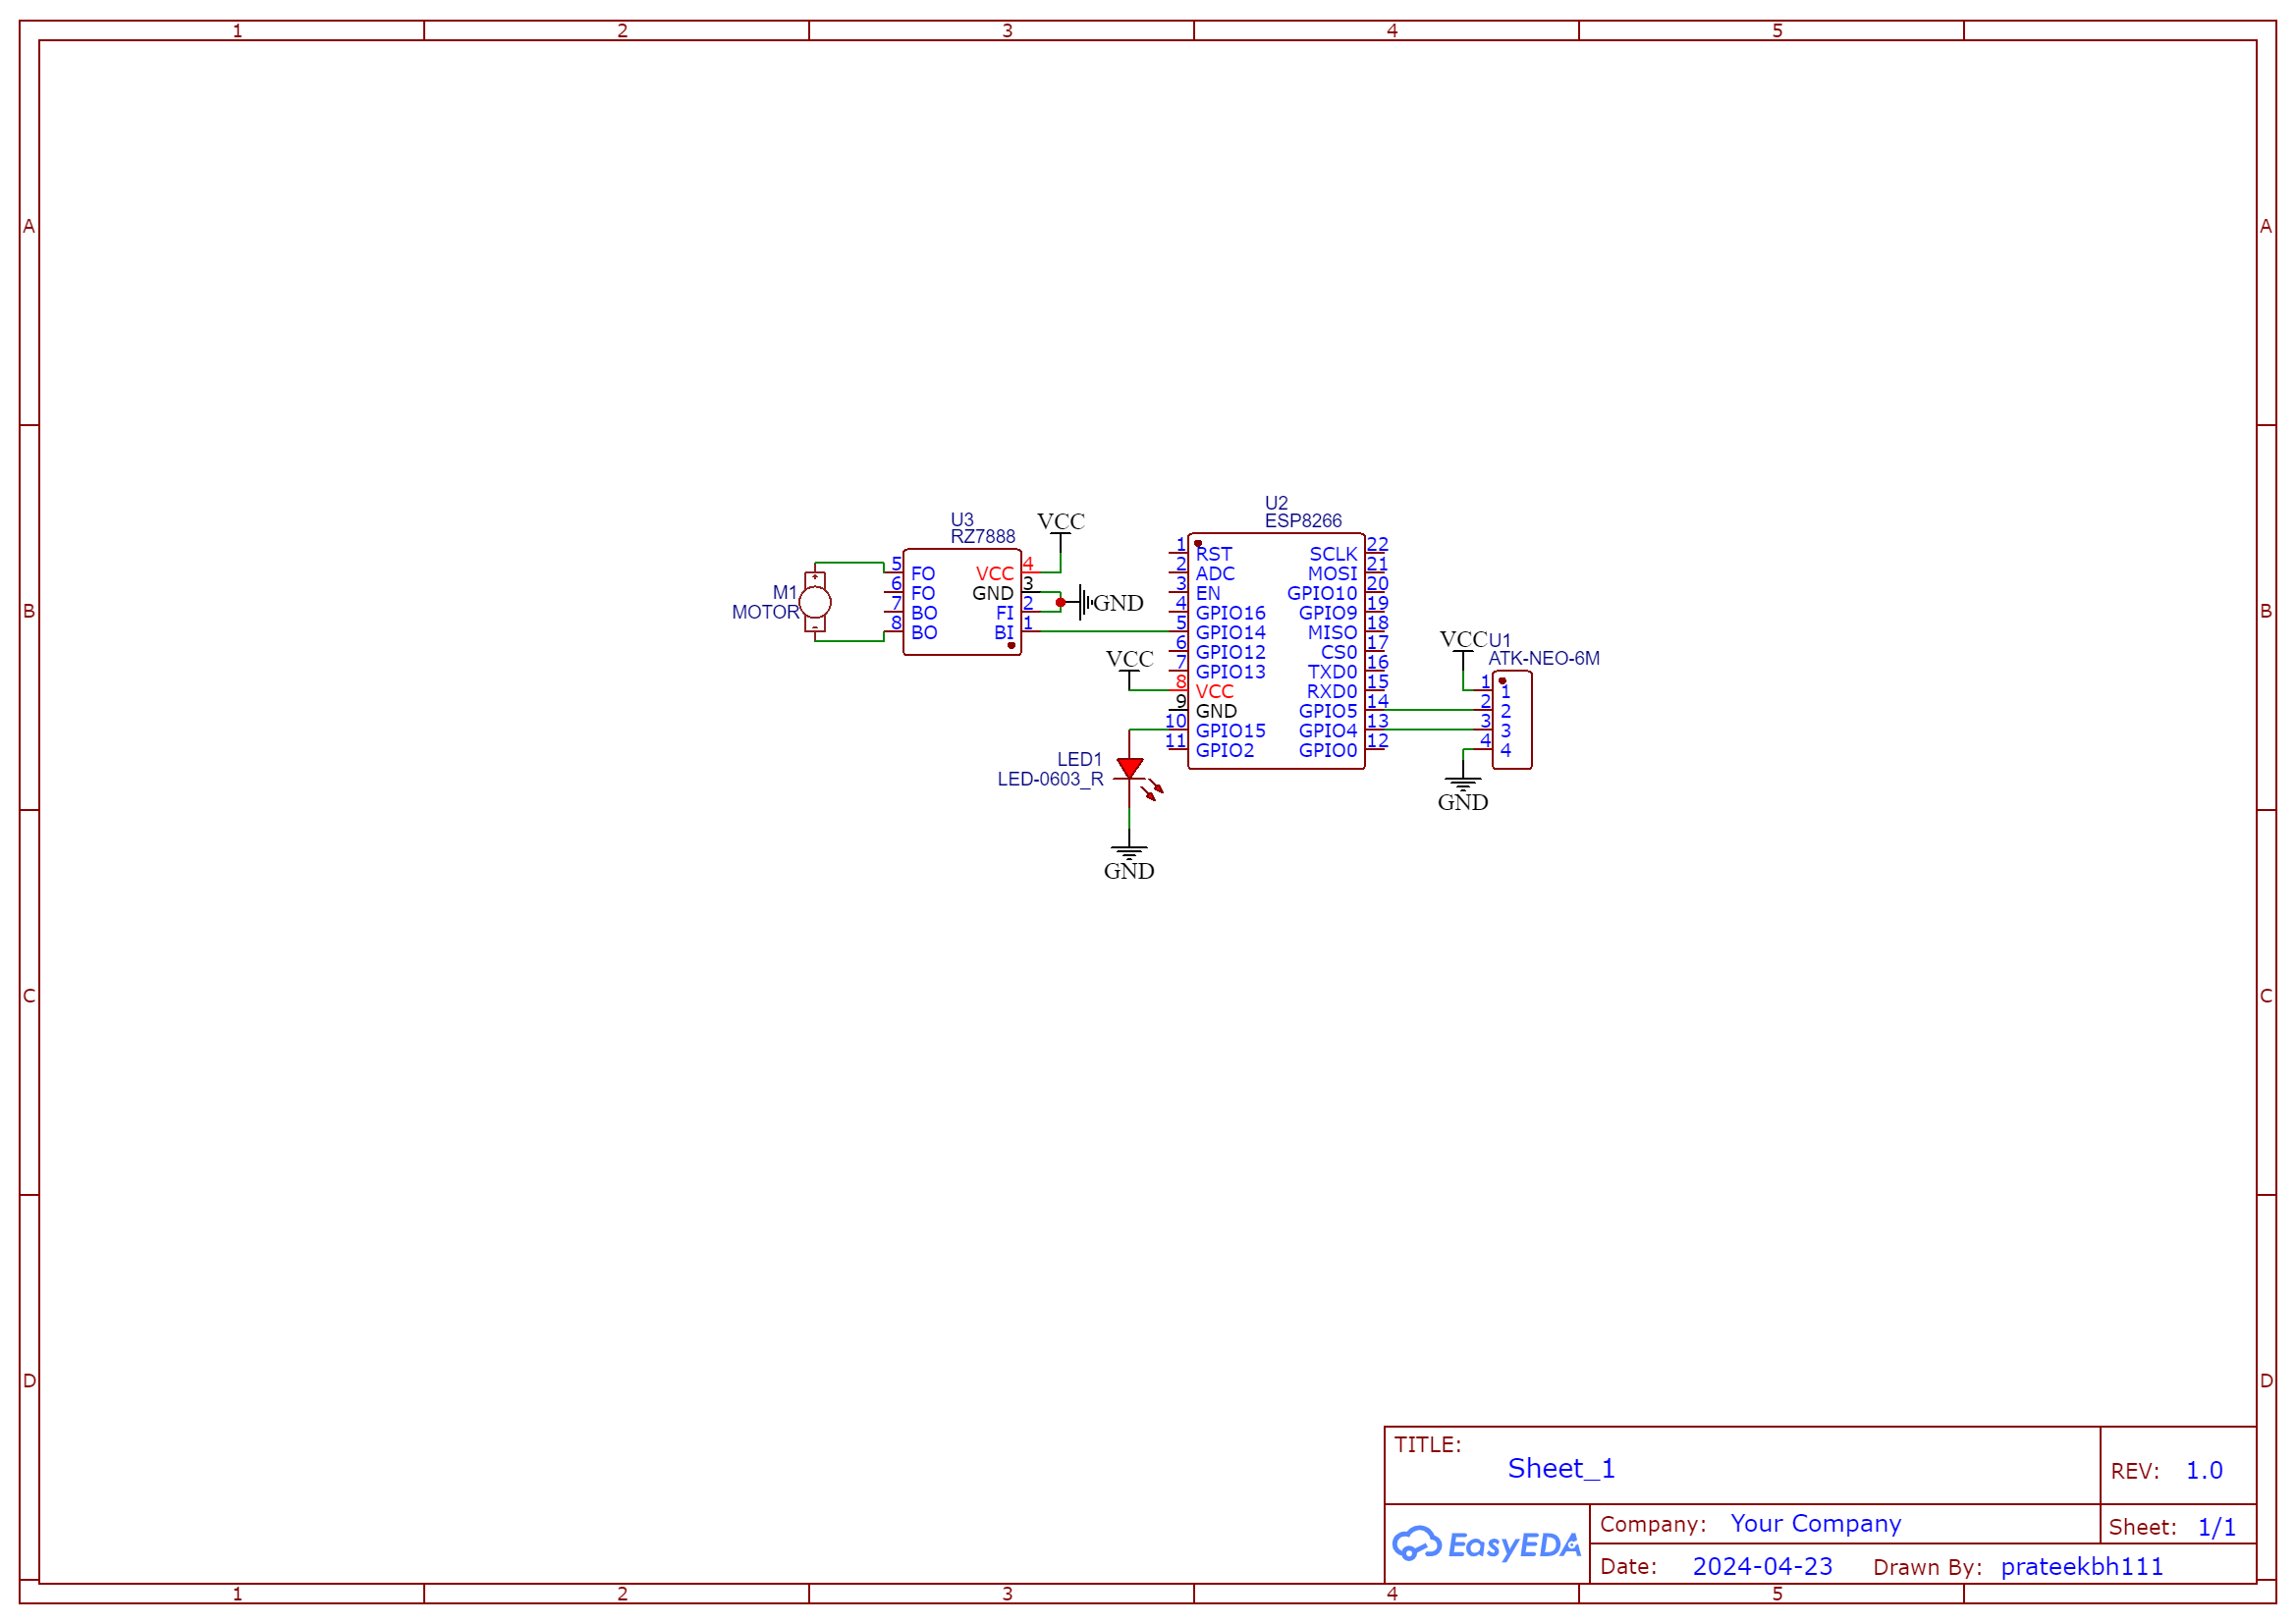 1 2 3 4 5
A A
B B
C C
D D
U3
RZ7888
VCC
M1
MOTOR
5 FO VCC 4
6 FO GND 3
7 BO FI 2
8 BO BI 1
GND
U2
ESP8266
1 RST SCLK 22
2 ADC MOSI 21
3 EN GPIO10 20
4 GPIO16 GPIO9 19
5 GPIO14 MISO 18
6 GPIO12 CS0 17
7 GPIO13 TXD0 16
8 VCC RXD0 15
9 GND GPIO5 14
10 GPIO15 GPIO4 13
11 GPIO2 GPIO0 12
VCC
LED1
LED-0603_R
GND
VCC
U1
ATK-NEO-6M
1 1
2 2
3 3
4 4
GND
TITLE:
Sheet_1
REV: 1.0
EasyEDA
Company: Your Company
Sheet: 1/1
Date: 2024-04-23 Drawn By: prateekbh111
1 2 3 4 5